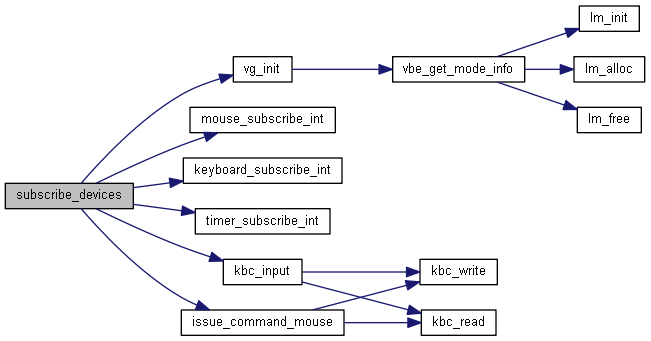 lm_init
vg_init
vbe_get_mode_info
lm_alloc
mouse_subscribe_int
lm_free
keyboard_subscribe_int
subscribe_devices
timer_subscribe_int
kbc_input
kbc_write
issue_command_mouse
kbc_read